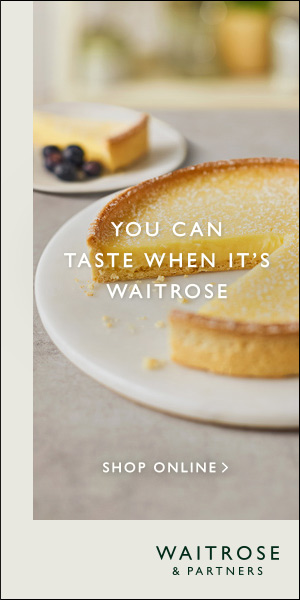 YOU CAN
TASTE WHEN IT'S
WAITROSE
SHOP ONLINE >
WAITROSE
& PARTNERS